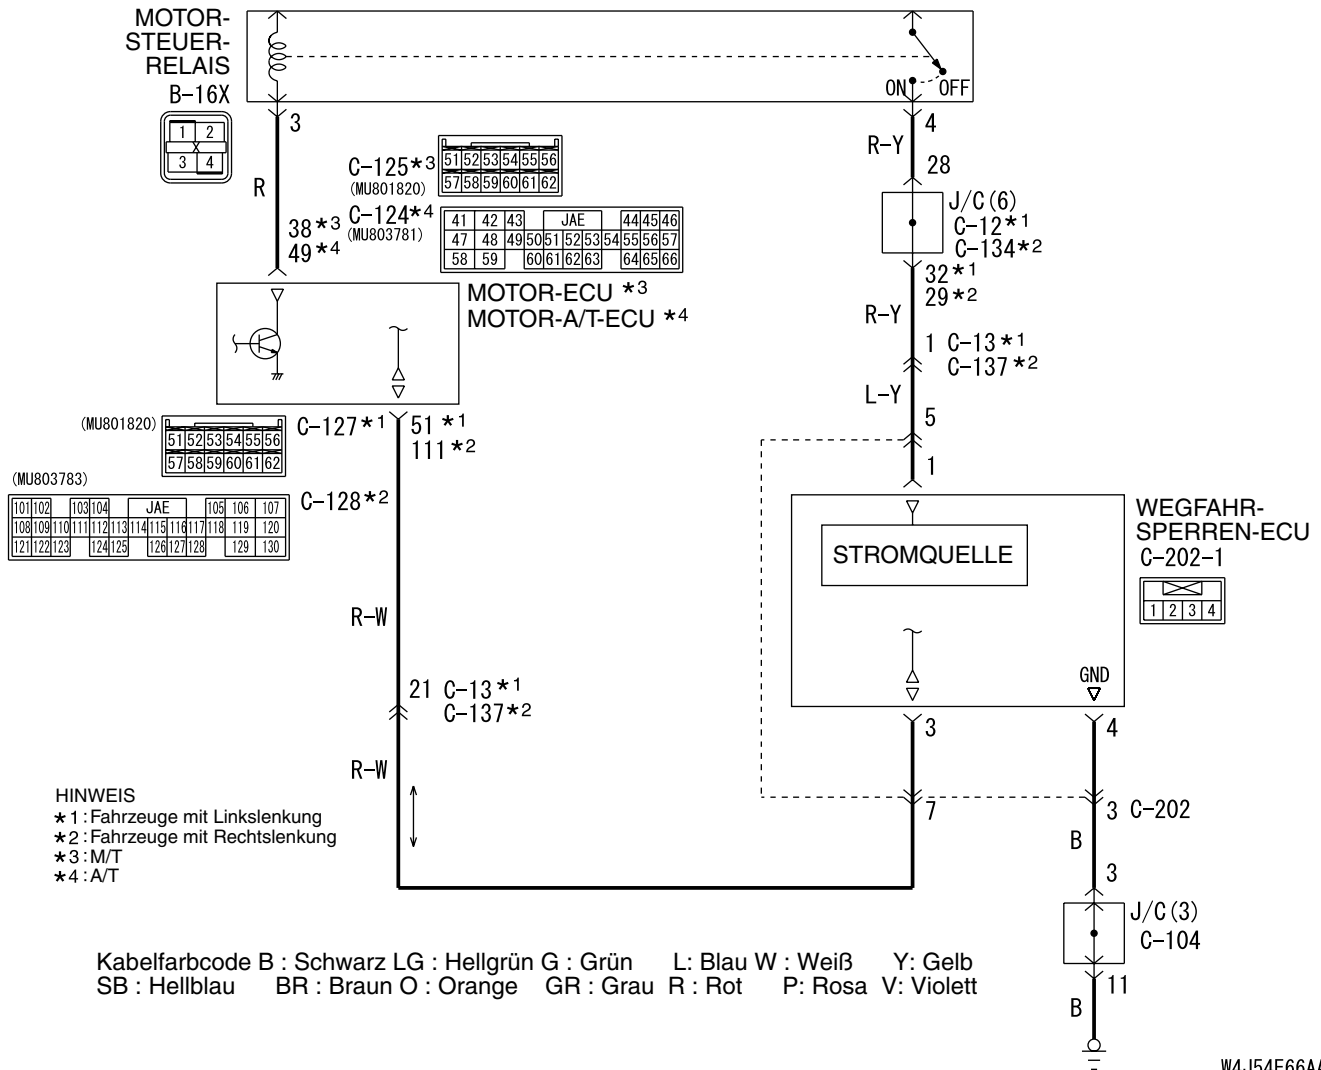 MOTOR-
STEUER-
RELAIS
B-16X
1 2
X
3 4
ON OFF
3
4
R
R-Y
28
C-125*3
(MU801820)
51 52 53 54 55 56
57 58 59 60 61 62
38*3
49*4
C-124*4
(MU803781)
41 42 43 JAE 44 45 46
47 48 49 50 51 52 53 54 55 56 57
58 59 60 61 62 63 64 65 66
J/C(6)
C-12*1
C-134*2
32*1
29*2
MOTOR-ECU *3
MOTOR-A/T-ECU *4
R-Y
1 C-13*1
C-137*2
L-Y
5
1
(MU801820)
51 52 53 54 55 56
57 58 59 60 61 62
C-127*1
51 *1
111*2
(MU803783)
101 102 103 104 JAE 105 106 107
108 109 110 111 112 113 114 115 116 117 118 119 120
121 122 123 124 125 126 127 128 129 130
C-128*2
WEGFAHR-
SPERREN-ECU
C-202-1
1 2 3 4
STROMQUELLE
R-W
GND
21 C-13*1
C-137*2
3
4
R-W
7
3 C-202
B
HINWEIS
*1:Fahrzeuge mit Linkslenkung
*2:Fahrzeuge mit Rechtslenkung
*3:M/T
*4:A/T
3
J/C(3)
C-104
11
B
Kabelfarbcode B : Schwarz LG : Hellgrün G : Grün L: Blau W : Weiß Y: Gelb
SB : Hellblau BR : Braun O : Orange GR : Grau R : Rot P: Rosa V: Violett
W4J54E66AA